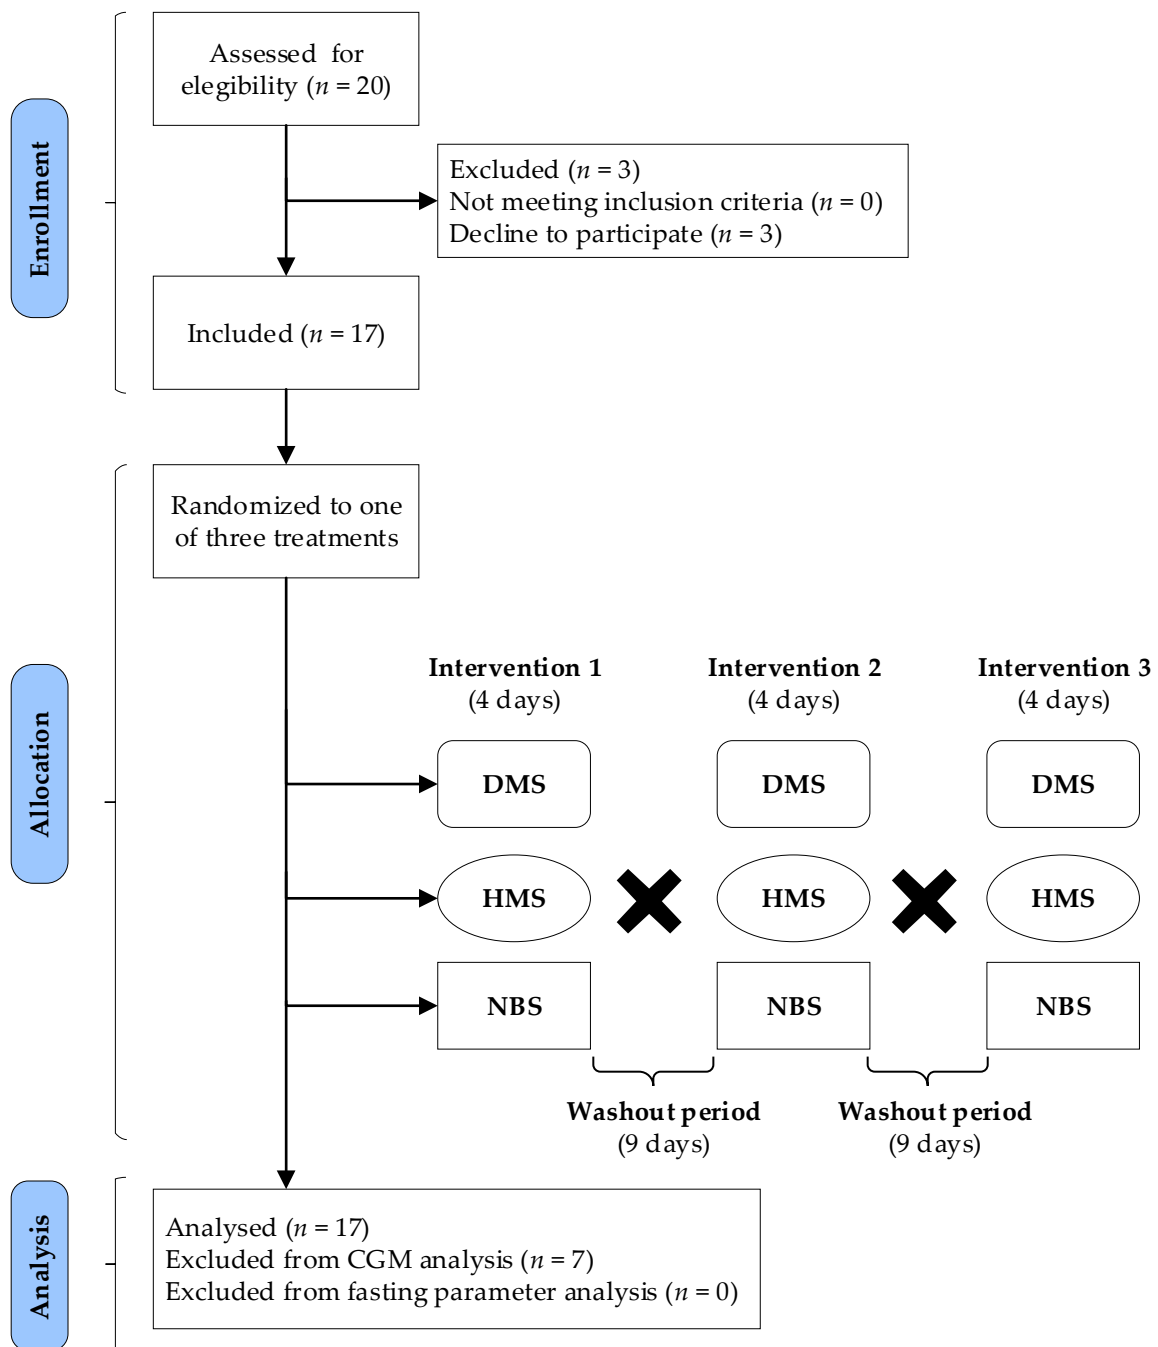 Enrollment
Assessed for
elegibility (n = 20)
Excluded (n = 3)
Not meeting inclusion criteria (n = 0)
Decline to participate (n = 3)
Included (n = 17)
Allocation
Randomized to one
of three treatments
Intervention 1
(4 days)
Intervention 2
(4 days)
Intervention 3
(4 days)
DMS
DMS
DMS
HMS
HMS
HMS
NBS
NBS
NBS
Washout period
(9 days)
Washout period
(9 days)
Analysis
Analysed (n = 17)
Excluded from CGM analysis (n = 7)
Excluded from fasting parameter analysis (n = 0)